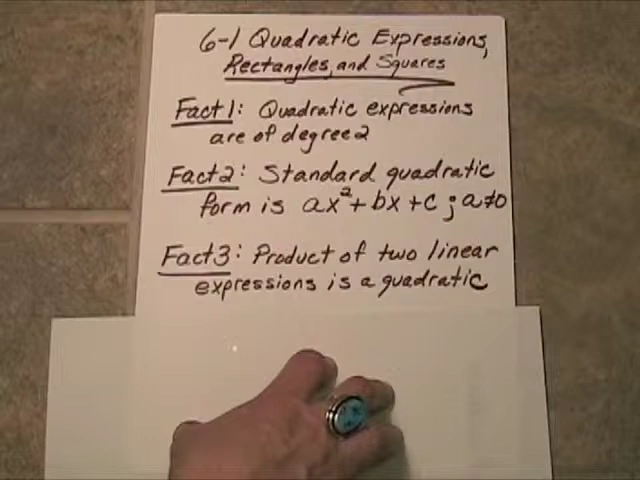 6-1 Quadratic Expressions,
Rectangles, and Squares
Fact 1: Quadratic expressions
are of degree 2
Fact 2: Standard quadratic
form is ax²+bx+c ; a≠0
Fact 3: Product of two linear
expressions is a quadratic